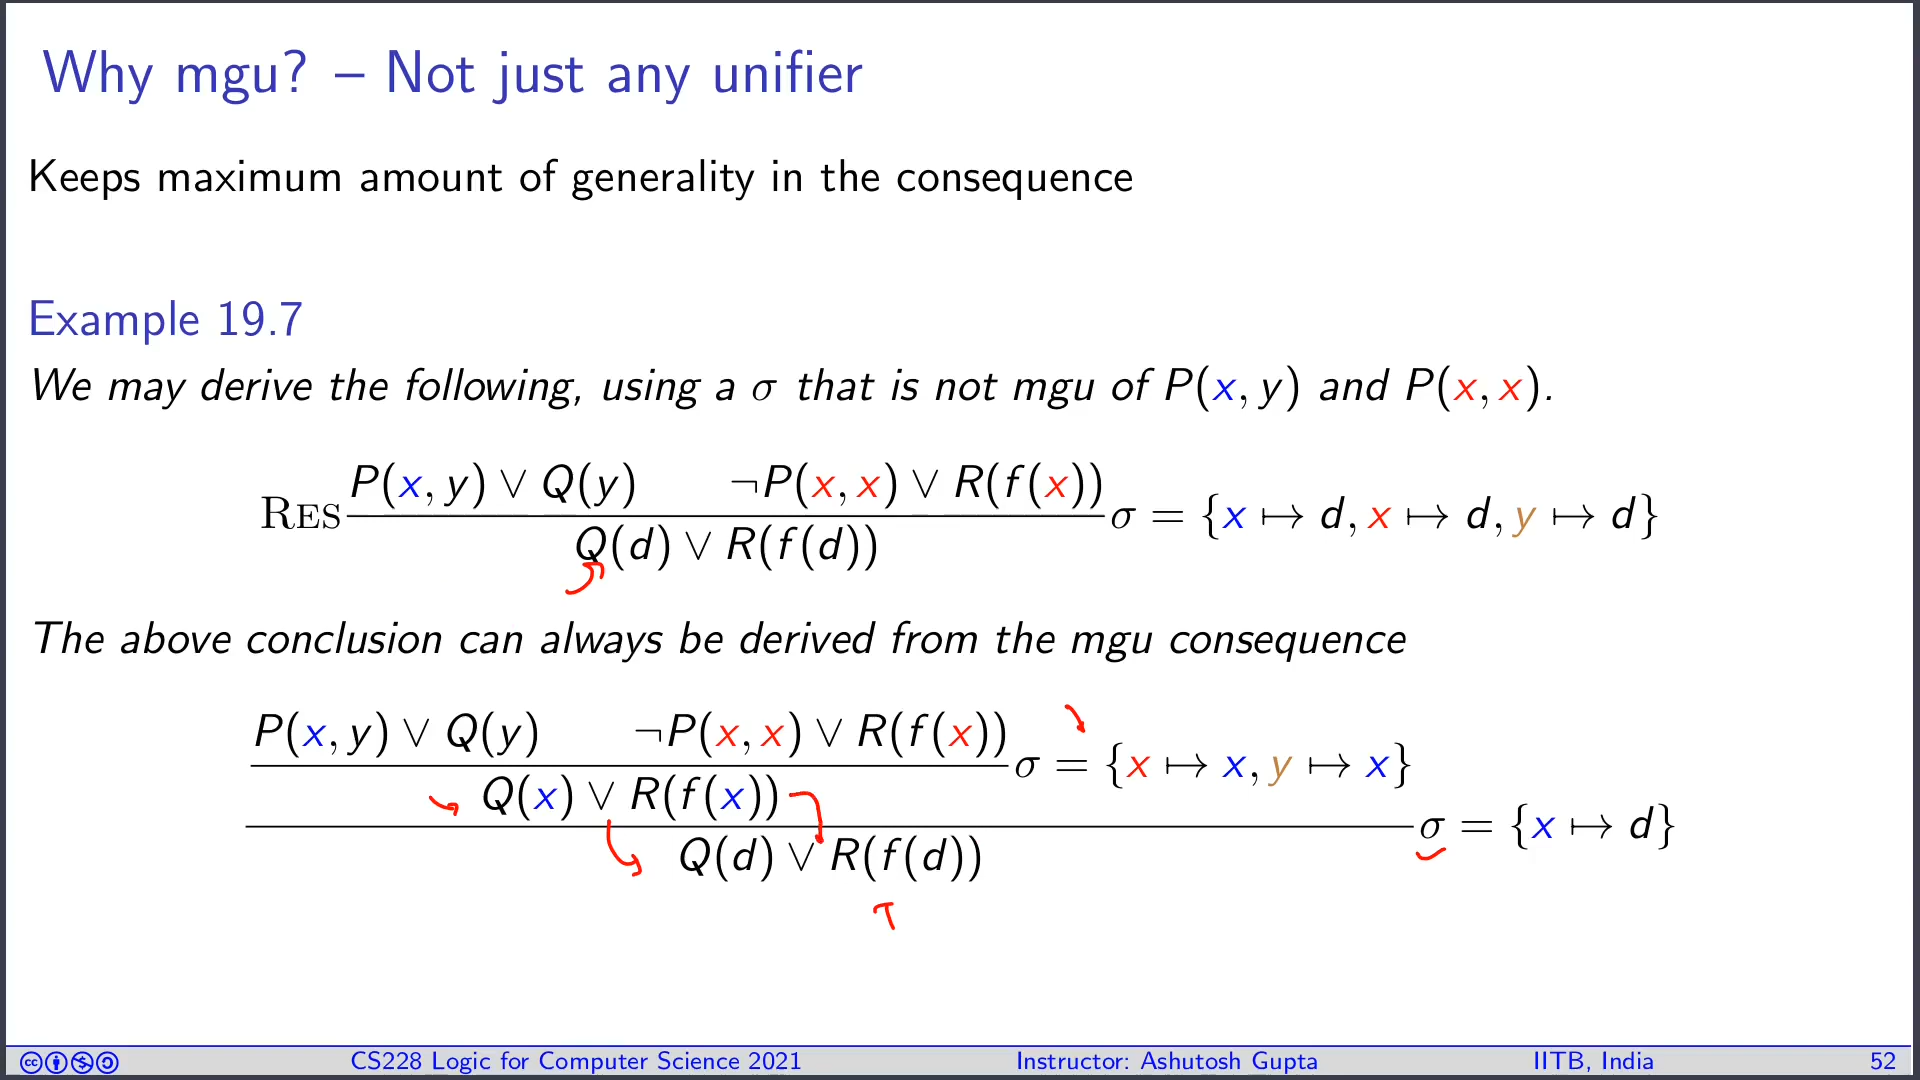 Why mgu? – Not just any unifier
Keeps maximum amount of generality in the consequence
Example 19.7
We may derive the following, using a σ that is not mgu of P(x, y) and P(x, x).
P(x, y) ∨ Q(y) ¬P(x, x) ∨ R(f(x))
Res σ = {x ↦ d, x ↦ d, y ↦ d}
Q(d) ∨ R(f(d))
The above conclusion can always be derived from the mgu consequence
P(x, y) ∨ Q(y) ¬P(x, x) ∨ R(f(x))
σ = {x ↦ x, y ↦ x}
Q(x) ∨ R(f(x))
σ = {x ↦ d}
Q(d) ∨ R(f(d))
CS228 Logic for Computer Science 2021 Instructor: Ashutosh Gupta IITB, India 52